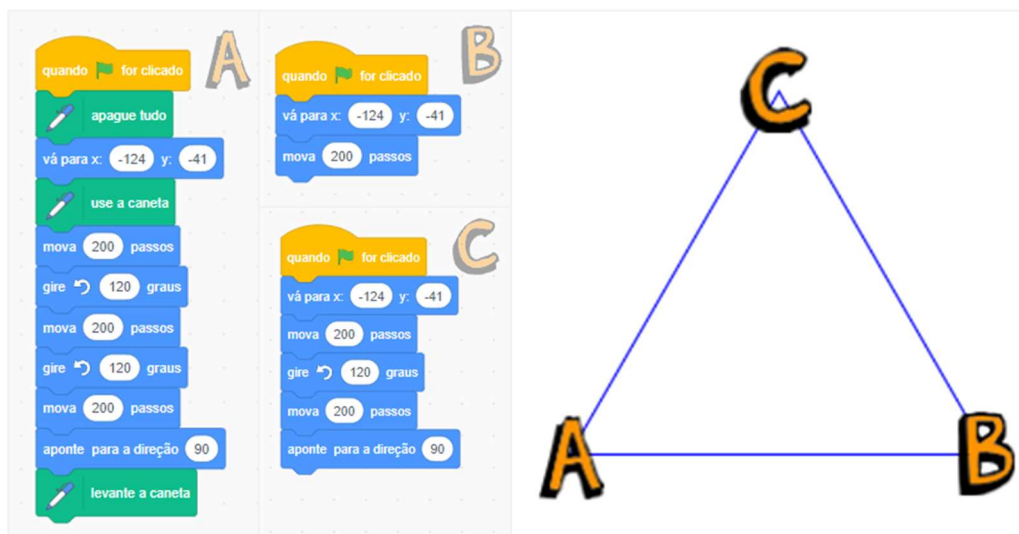 A
quando for clicado
apague tudo
vá para x: -124 y: -41
use a caneta
mova 200 passos
gire 120 graus
mova 200 passos
gire 120 graus
mova 200 passos
aponte para a direção 90
levante a caneta
B
quando for clicado
vá para x: -124 y: -41
mova 200 passos
C
quando for clicado
vá para x: -124 y: -41
mova 200 passos
gire 120 graus
mova 200 passos
aponte para a direção 90
C
A
B